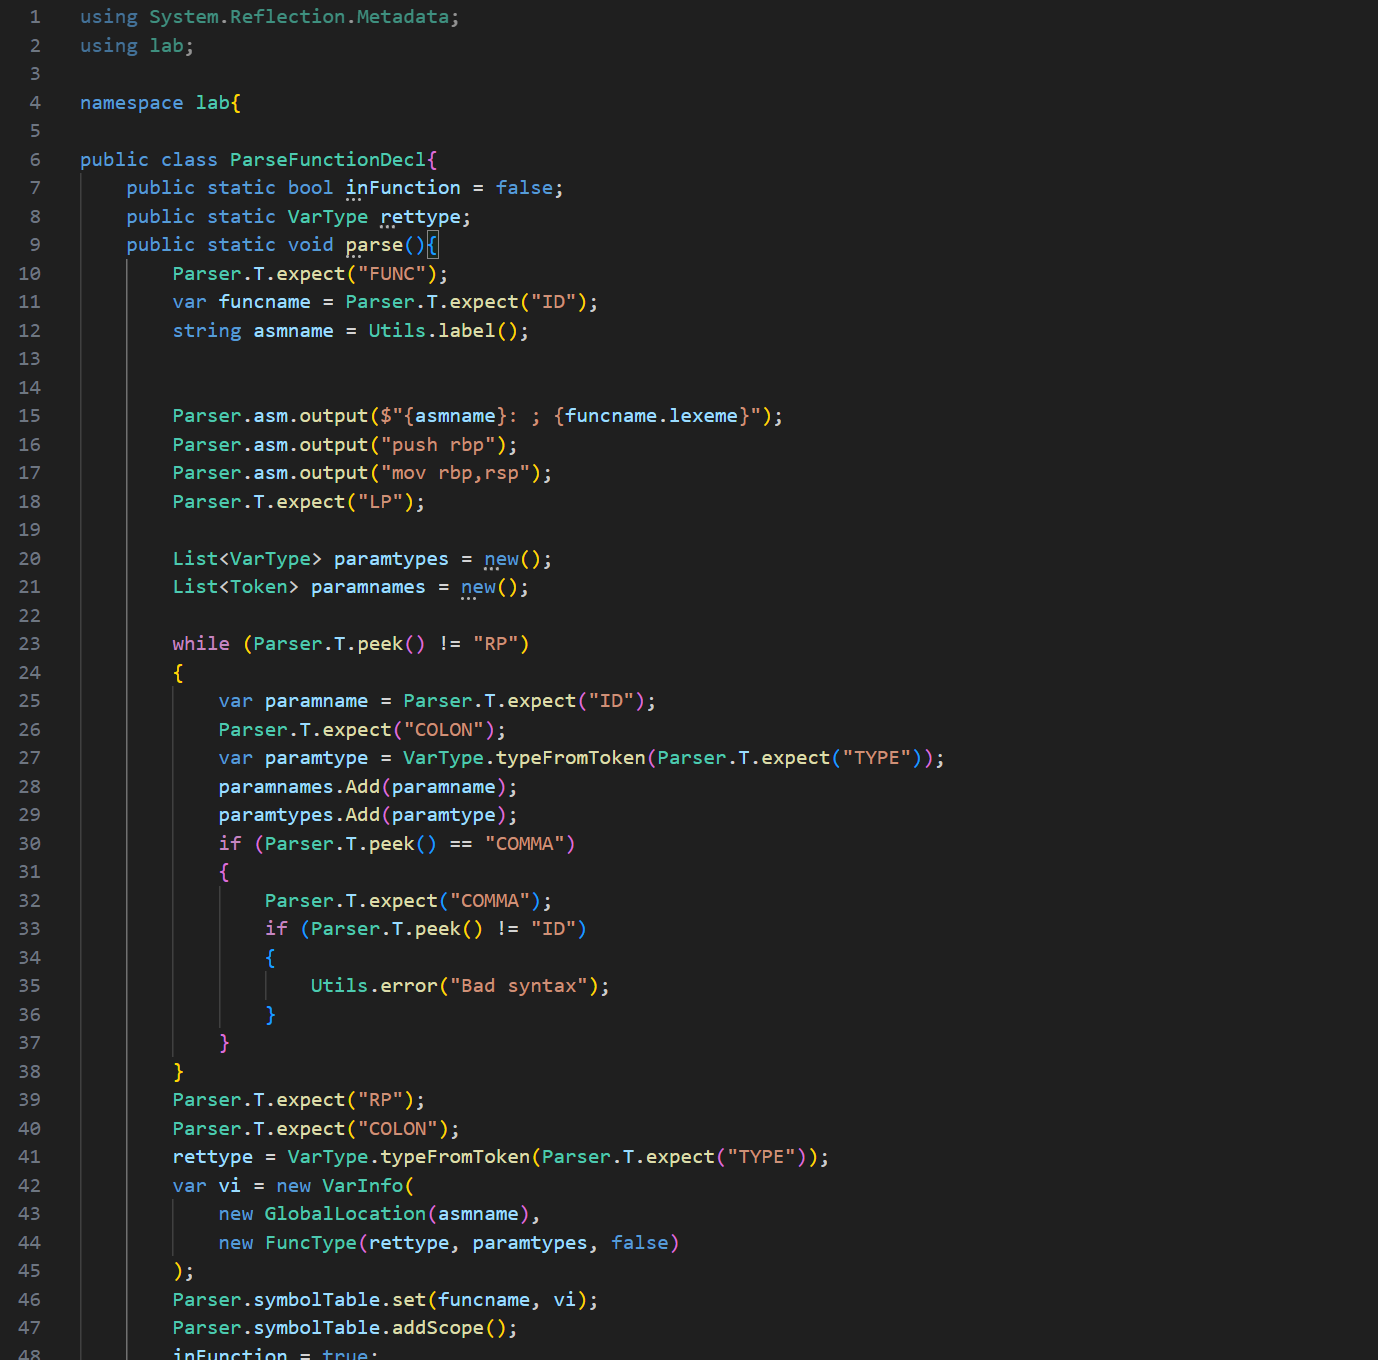 1 using System.Reflection.Metadata;
2 using lab;
3
4 namespace lab{
5
6 public class ParseFunctionDecl{
7     public static bool inFunction = false;
8     public static VarType rettype;
9     public static void parse(){
10         Parser.T.expect("FUNC");
11         var funcname = Parser.T.expect("ID");
12         string asmname = Utils.label();
13
14
15         Parser.asm.output($"{asmname}: ; {funcname.lexeme}");
16         Parser.asm.output("push rbp");
17         Parser.asm.output("mov rbp,rsp");
18         Parser.T.expect("LP");
19
20         List<VarType> paramtypes = new();
21         List<Token> paramnames = new();
22
23         while (Parser.T.peek() != "RP")
24         {
25             var paramname = Parser.T.expect("ID");
26             Parser.T.expect("COLON");
27             var paramtype = VarType.typeFromToken(Parser.T.expect("TYPE"));
28             paramnames.Add(paramname);
29             paramtypes.Add(paramtype);
30             if (Parser.T.peek() == "COMMA")
31             {
32                 Parser.T.expect("COMMA");
33                 if (Parser.T.peek() != "ID")
34                 {
35                     Utils.error("Bad syntax");
36                 }
37             }
38         }
39         Parser.T.expect("RP");
40         Parser.T.expect("COLON");
41         rettype = VarType.typeFromToken(Parser.T.expect("TYPE"));
42         var vi = new VarInfo(
43             new GlobalLocation(asmname),
44             new FuncType(rettype, paramtypes, false)
45         );
46         Parser.symbolTable.set(funcname, vi);
47         Parser.symbolTable.addScope();
48         inFunction = true;